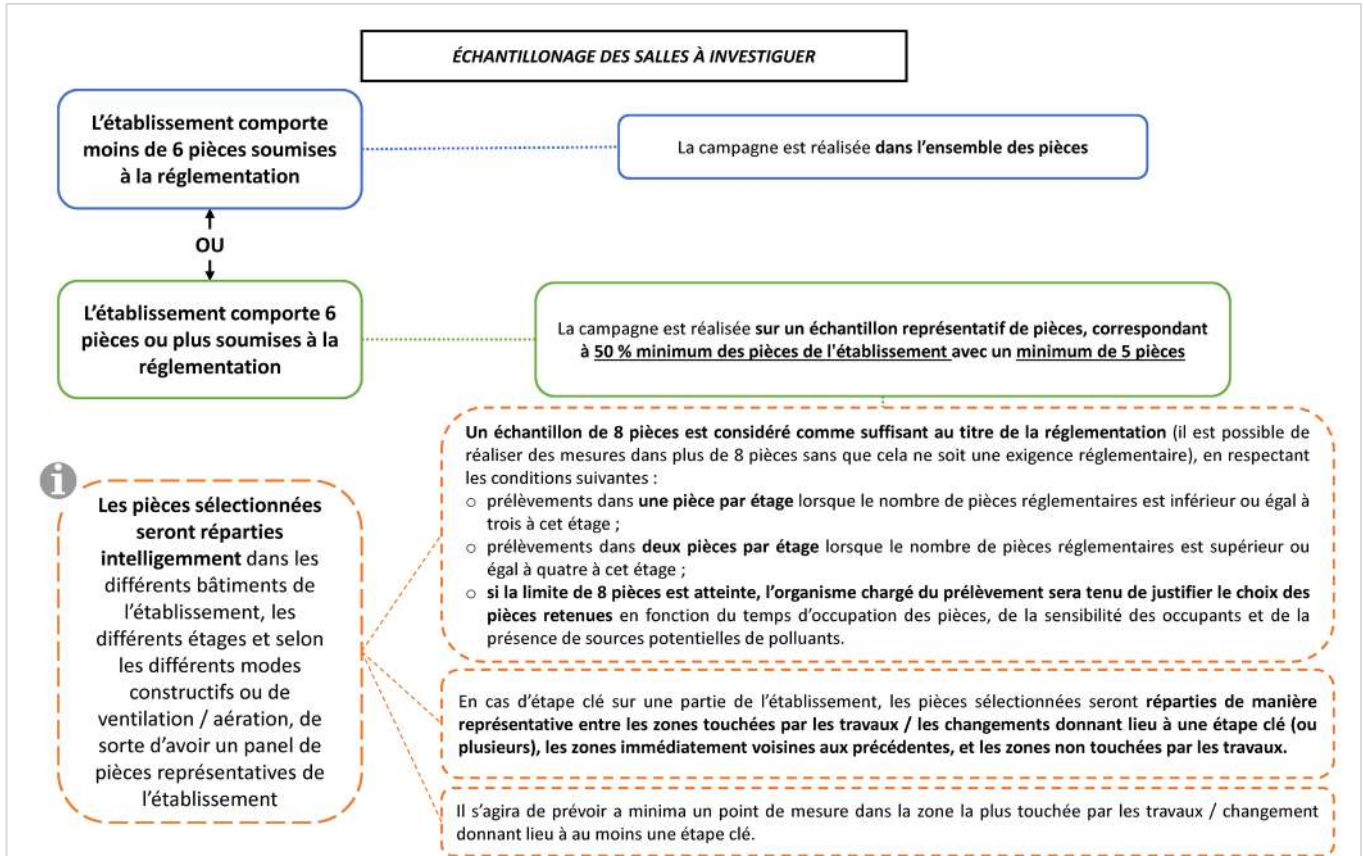 ÉCHANTILLONAGE DES SALLES À INVESTIGUER
L'établissement comporte
moins de 6 pièces soumises
à la réglementation
La campagne est réalisée dans l'ensemble des pièces
OU
L'établissement comporte 6
pièces ou plus soumises à la
réglementation
La campagne est réalisée sur un échantillon représentatif de pièces, correspondant
à 50 % minimum des pièces de l'établissement avec un minimum de 5 pièces
i
Les pièces sélectionnées
seront réparties
intelligemment dans les
différents bâtiments de
l'établissement, les
différents étages et selon
les différents modes
constructifs ou de
ventilation / aération, de
sorte d'avoir un panel de
pièces représentatives de
l'établissement
Un échantillon de 8 pièces est considéré comme suffisant au titre de la réglementation (il est possible de
réaliser des mesures dans plus de 8 pièces sans que cela ne soit une exigence réglementaire), en respectant
les conditions suivantes :
o prélèvements dans une pièce par étage lorsque le nombre de pièces réglementaires est inférieur ou égal à
trois à cet étage ;
o prélèvements dans deux pièces par étage lorsque le nombre de pièces réglementaires est supérieur ou
égal à quatre à cet étage ;
o si la limite de 8 pièces est atteinte, l'organisme chargé du prélèvement sera tenu de justifier le choix des
pièces retenues en fonction du temps d'occupation des pièces, de la sensibilité des occupants et de la
présence de sources potentielles de polluants.
En cas d'étape clé sur une partie de l'établissement, les pièces sélectionnées seront réparties de manière
représentative entre les zones touchées par les travaux / les changements donnant lieu à une étape clé (ou
plusieurs), les zones immédiatement voisines aux précédentes, et les zones non touchées par les travaux.
Il s'agira de prévoir a minima un point de mesure dans la zone la plus touchée par les travaux / changement
donnant lieu à au moins une étape clé.